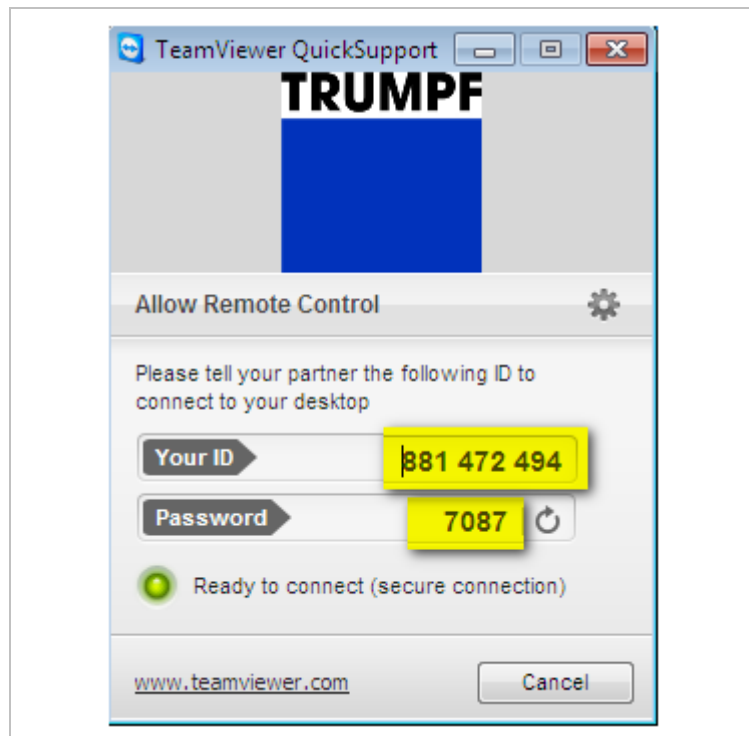 TeamViewer QuickSupport
TRUMPF
Allow Remote Control
Please tell your partner the following ID to
connect to your desktop
Your ID 881 472 494
Password 7087
Ready to connect (secure connection)
www.teamviewer.com Cancel